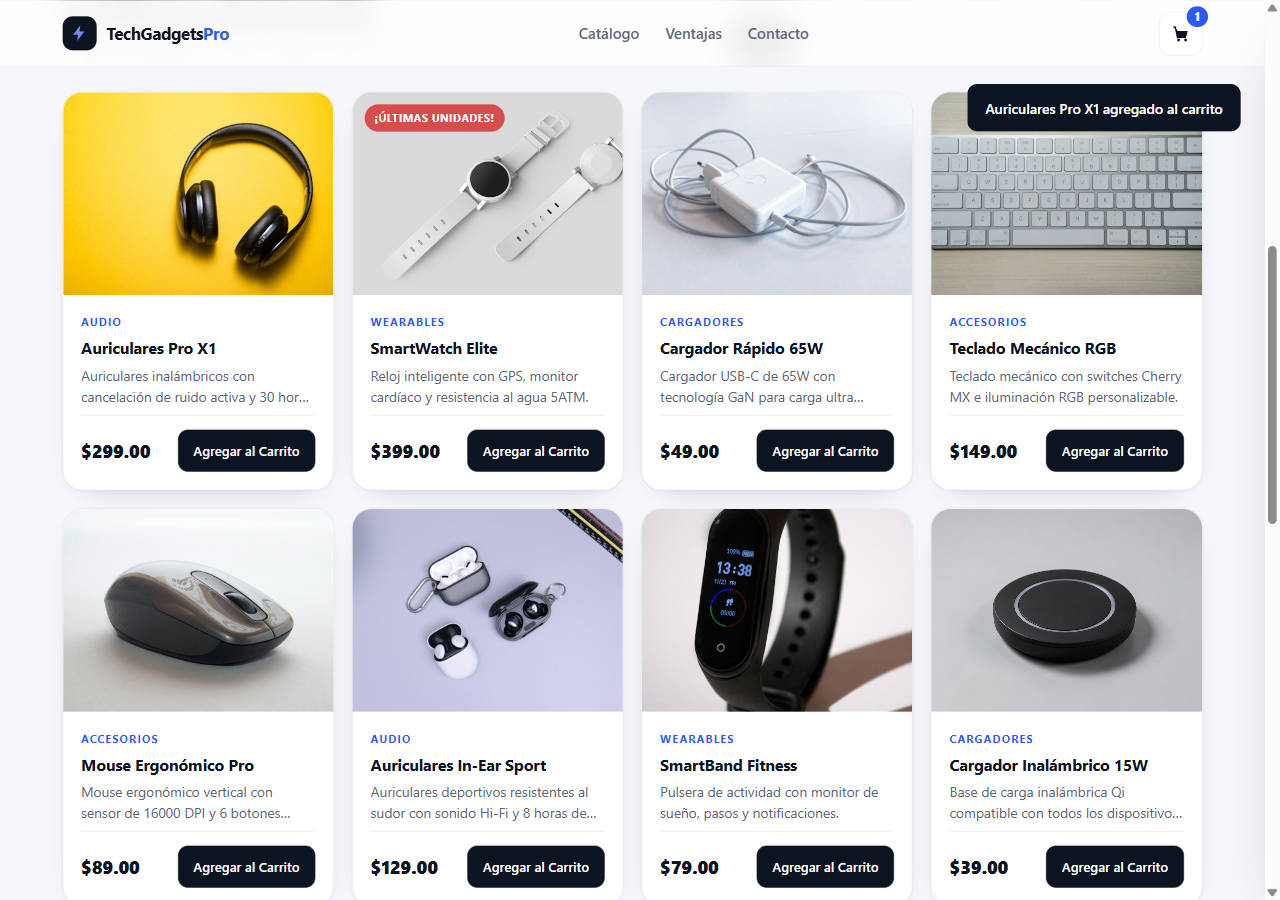 TechGadgetsPro
Catálogo
Ventajas
Contacto
1
Auriculares Pro X1 agregado al carrito
¡ÚLTIMAS UNIDADES!
AUDIO
Auriculares Pro X1
Auriculares inalámbricos con
cancelación de ruido activa y 30 hor...
$299.00
Agregar al Carrito
WEARABLES
SmartWatch Elite
Reloj inteligente con GPS, monitor
cardíaco y resistencia al agua 5ATM.
$399.00
Agregar al Carrito
CARGADORES
Cargador Rápido 65W
Cargador USB-C de 65W con
tecnología GaN para carga ultra...
$49.00
Agregar al Carrito
ACCESORIOS
Teclado Mecánico RGB
Teclado mecánico con switches Cherry
MX e iluminación RGB personalizable.
$149.00
Agregar al Carrito
ACCESORIOS
Mouse Ergonómico Pro
Mouse ergonómico vertical con
sensor de 16000 DPI y 6 botones...
$89.00
Agregar al Carrito
AUDIO
Auriculares In-Ear Sport
Auriculares deportivos resistentes al
sudor con sonido Hi-Fi y 8 horas de...
$129.00
Agregar al Carrito
13:38
WEARABLES
SmartBand Fitness
Pulsera de actividad con monitor de
sueño, pasos y notificaciones.
$79.00
Agregar al Carrito
CARGADORES
Cargador Inalámbrico 15W
Base de carga inalámbrica Qi
compatible con todos los dispositivo...
$39.00
Agregar al Carrito